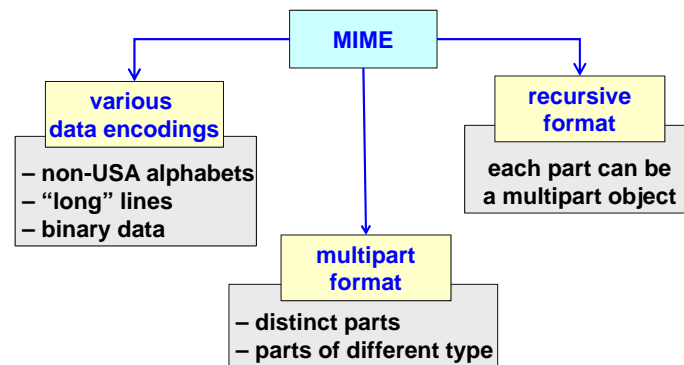 MIME
various
data encodings
– non-USA alphabets
– “long” lines
– binary data
multipart
format
– distinct parts
– parts of different type
recursive
format
each part can be
a multipart object